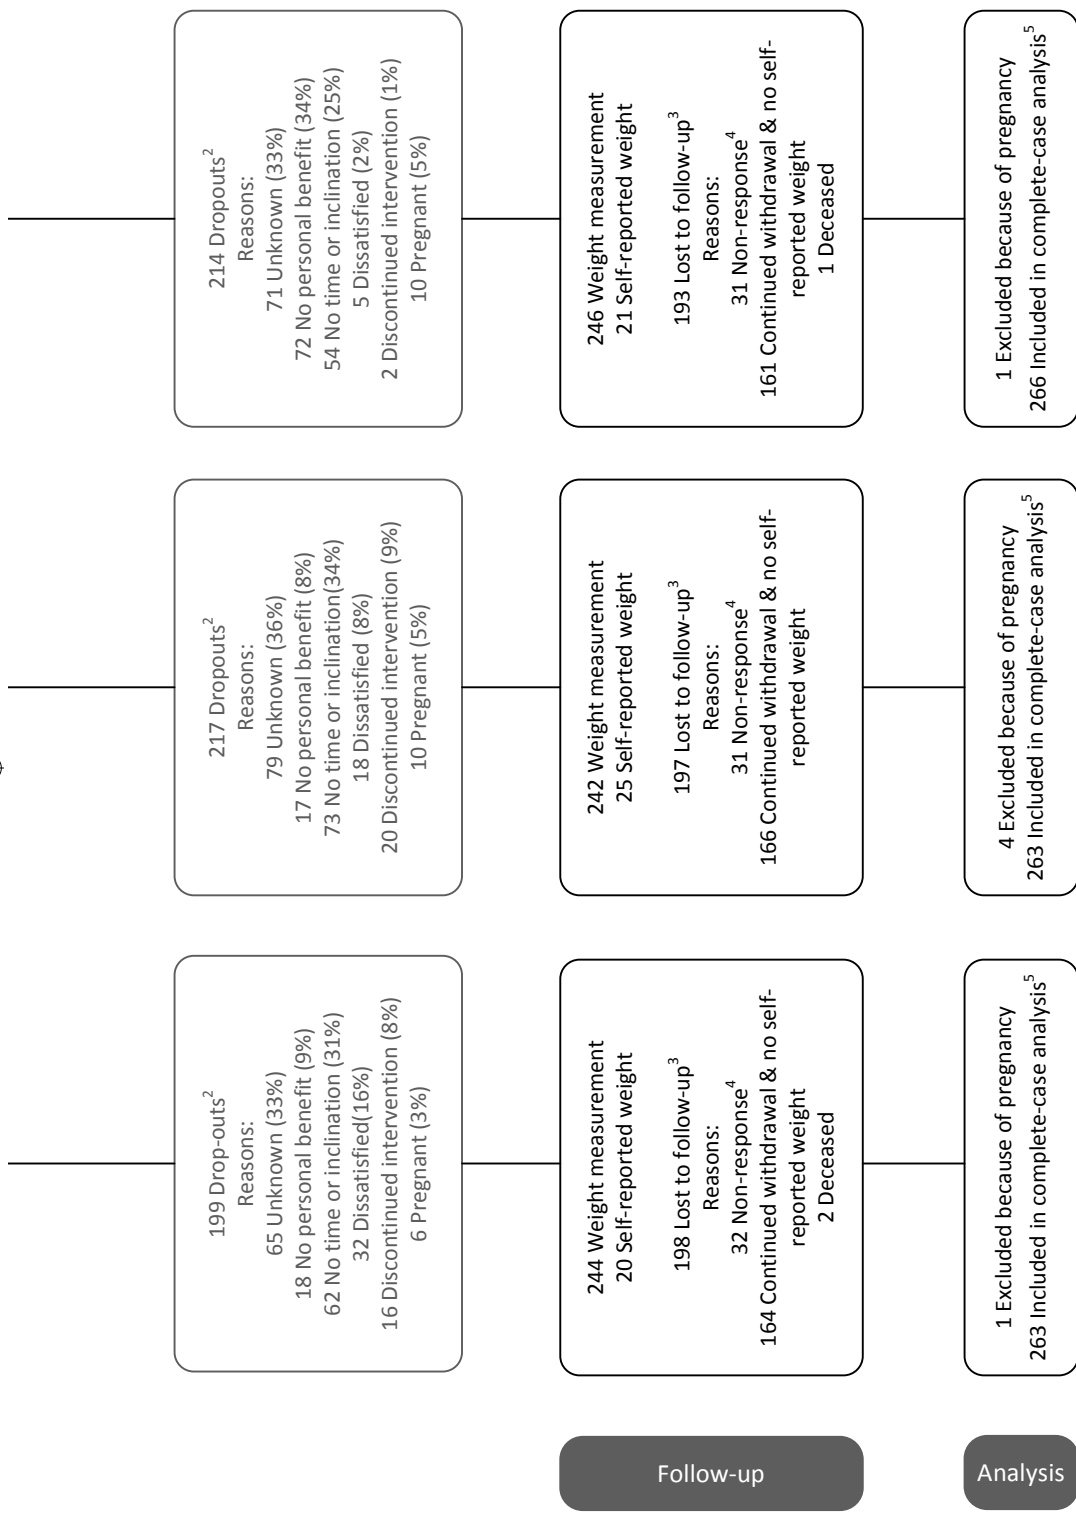 199 Drop-outs²
Reasons:
65 Unknown (33%)
18 No personal benefit (9%)
62 No time or inclination (31%)
32 Dissatisfied(16%)
16 Discontinued intervention (8%)
6 Pregnant (3%)
217 Dropouts²
Reasons:
79 Unknown (36%)
17 No personal benefit (8%)
73 No time or inclination(34%)
18 Dissatisfied (8%)
20 Discontinued intervention (9%)
10 Pregnant (5%)
214 Dropouts²
Reasons:
71 Unknown (33%)
72 No personal benefit (34%)
54 No time or inclination (25%)
5 Dissatisfied (2%)
2 Discontinued intervention (1%)
10 Pregnant (5%)
Follow-up
244 Weight measurement
20 Self-reported weight
198 Lost to follow-up³
Reasons:
32 Non-response⁴
164 Continued withdrawal & no self-
reported weight
2 Deceased
242 Weight measurement
25 Self-reported weight
197 Lost to follow-up³
Reasons:
31 Non-response⁴
166 Continued withdrawal & no self-
reported weight
246 Weight measurement
21 Self-reported weight
193 Lost to follow-up³
Reasons:
31 Non-response⁴
161 Continued withdrawal & no self-
reported weight
1 Deceased
Analysis
1 Excluded because of pregnancy
263 Included in complete-case analysis⁵
4 Excluded because of pregnancy
263 Included in complete-case analysis⁵
1 Excluded because of pregnancy
266 Included in complete-case analysis⁵